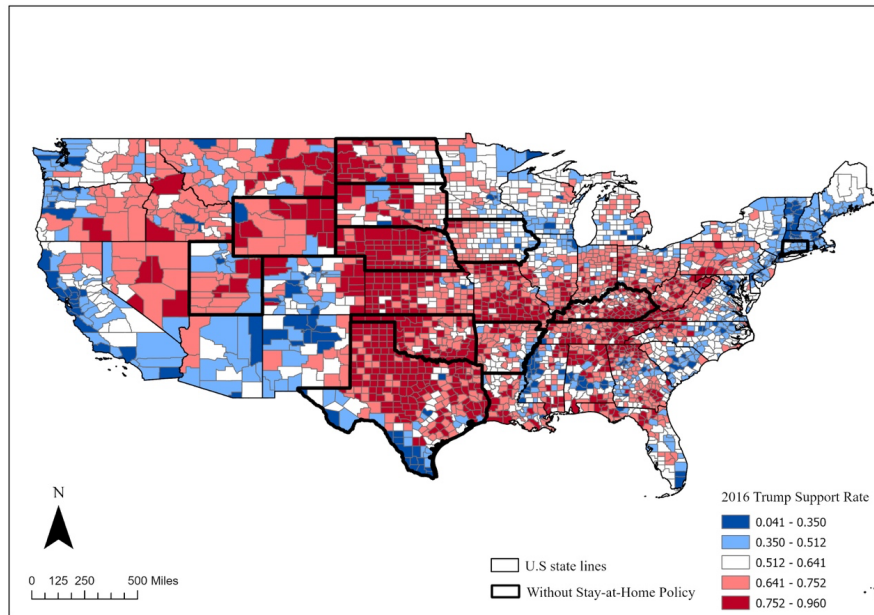 N
0 125 250 500 Miles
U.S state lines
Without Stay-at-Home Policy
2016 Trump Support Rate
0.041 - 0.350
0.350 - 0.512
0.512 - 0.641
0.641 - 0.752
0.752 - 0.960